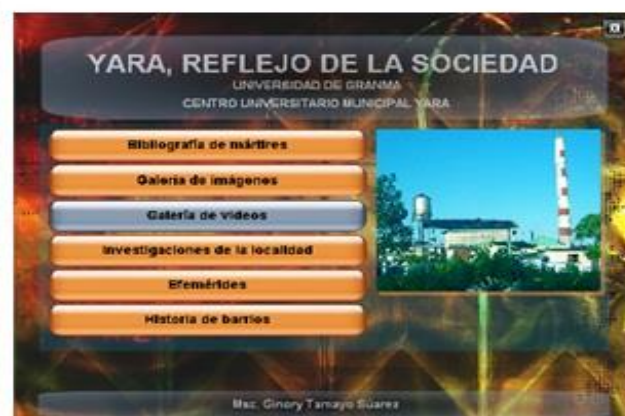 YARA, REFLEJO DE LA SOCIEDAD
UNIVERSIDAD DE GRANMA
CENTRO UNIVERSITARIO MUNICIPAL YARA
Bibliografía de mártires
Galería de imágenes
Galería de videos
Investigaciones de la localidad
Efemérides
Historia de barrios
Msc. Ginory Tamayo Súarez